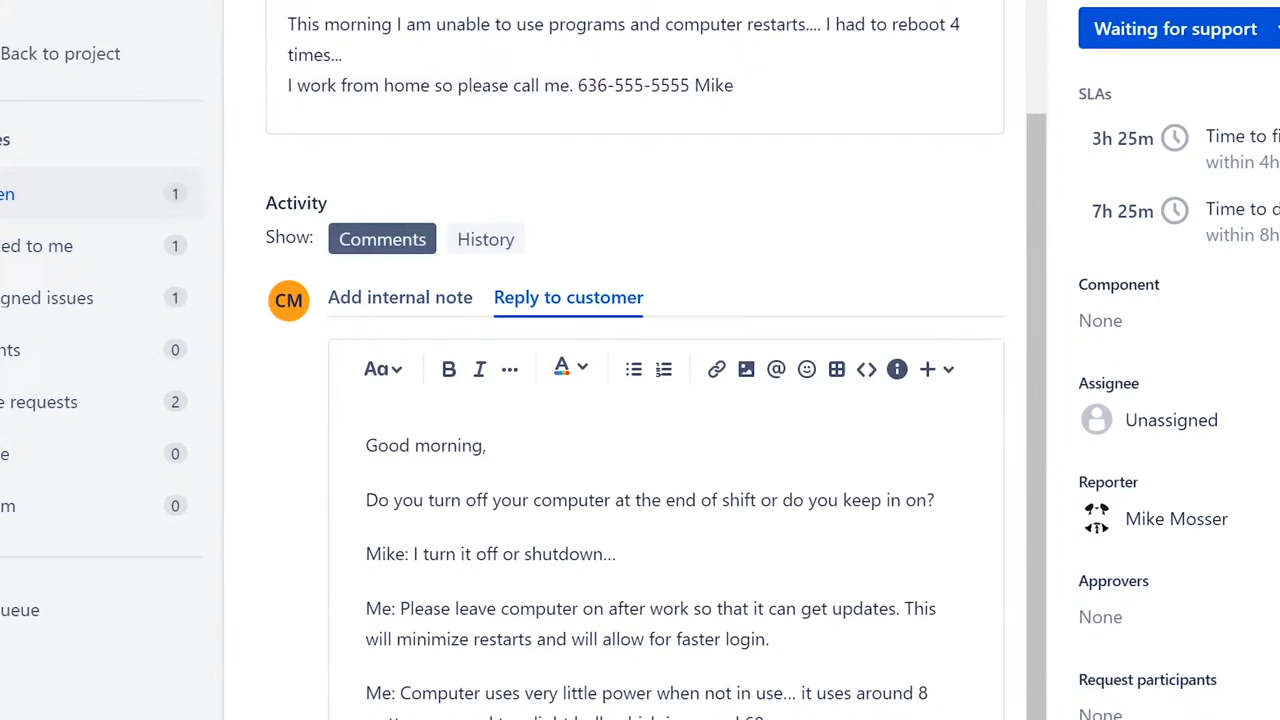 This morning I am unable to use programs and computer restarts.... I had to reboot 4
times...
I work from home so please call me. 636-555-5555 Mike
Back to project
1
ed to me
1
gned issues
1
0
e requests
2
0
0
ueue
Activity
Show: Comments History
CM Add internal note Reply to customer
Aa B I ... A
Good morning,
Do you turn off your computer at the end of shift or do you keep in on?
Mike: I turn it off or shutdown...
Me: Please leave computer on after work so that it can get updates. This
will minimize restarts and will allow for faster login.
Me: Computer uses very little power when not in use... it uses around 8
Waiting for support
SLAs
3h 25m Time to fi
within 4h
7h 25m Time to
within 8h
Component
None
Assignee
Unassigned
Reporter
Mike Mosser
Approvers
None
Request participants
None